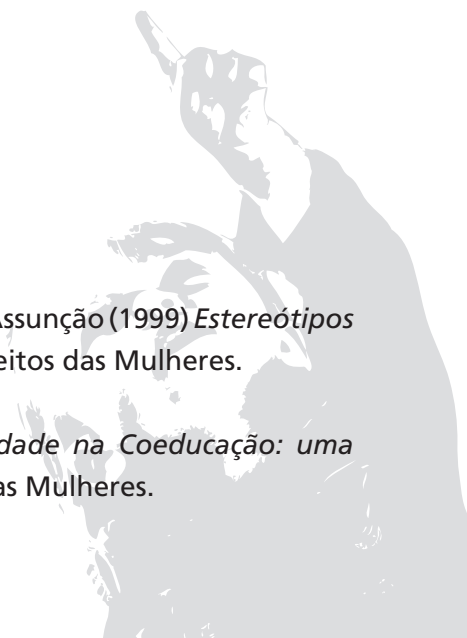 Assunção (1999) Estereótipos
eitos das Mulheres.
dade na Coeducação: uma
as Mulheres.